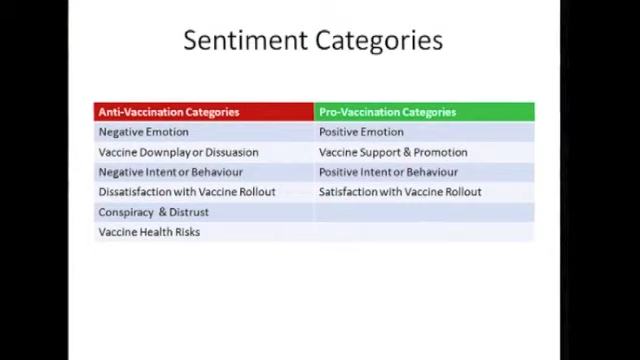 Sentiment Categories
Anti-Vaccination Categories Pro-Vaccination Categories
Negative Emotion Positive Emotion
Vaccine Downplay or Dissuasion Vaccine Support & Promotion
Negative Intent or Behaviour Positive Intent or Behaviour
Dissatisfaction with Vaccine Rollout Satisfaction with Vaccine Rollout
Conspiracy & Distrust
Vaccine Health Risks